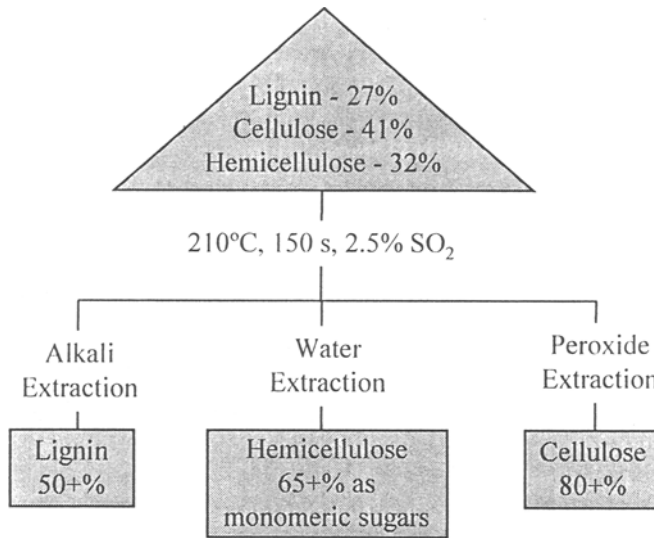 Lignin - 27%
Cellulose - 41%
Hemicellulose - 32%
210ºC, 150 s, 2.5% SO₂
Alkali
Extraction
Water
Extraction
Peroxide
Extraction
Lignin
50+%
Hemicellulose
65+% as
monomeric sugars
Cellulose
80+%